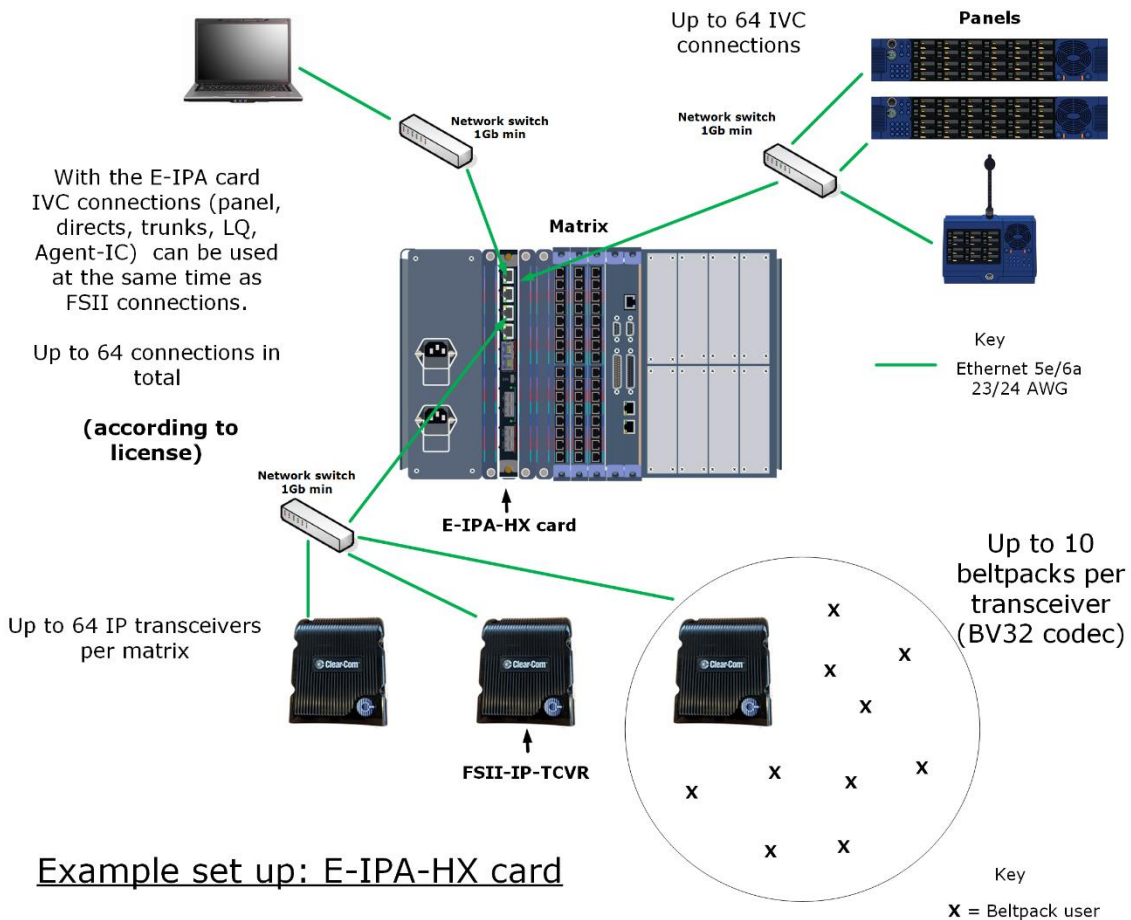 Up to 64 IVC
connections
Panels
Network switch
1Gb min
Network switch
1Gb min
With the E-IPA card
IVC connections (panel,
directs, trunks, LQ,
Agent-IC) can be used
at the same time as
FSII connections.
Matrix
Up to 64 connections in
total
(according to
license)
Key
Ethernet 5e/6a
23/24 AWG
Network switch
1Gb min
E-IPA-HX card
Up to 10
beltpacks per
transceiver
(BV32 codec)
Up to 64 IP transceivers
per matrix
Clear-Com
Clear-Com
Clear-Com
X
X
X
X
X
X
X
X
X
X
FSII-IP-TCVR
Example set up: E-IPA-HX card
Key
X = Beltpack user